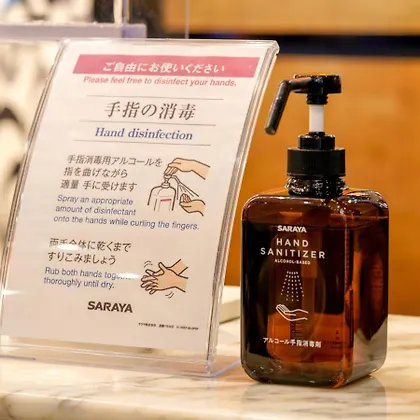 ご自由にお使いください
Please feel free to disinfect your hands.
手指の消毒
Hand disinfection
手指消毒用アルコールを
指を曲げながら
適量 手に受けます
Spray an appropriate
amount of disinfectant
onto the hands while curling the fingers.
両手全体に乾くまで
すりこみましょう
Rub both hands together
thoroughly until dry.
SARAYA
SARAYA
HAND
SANITIZER
ALCOHOL-BASED
アルコール手指消毒剤